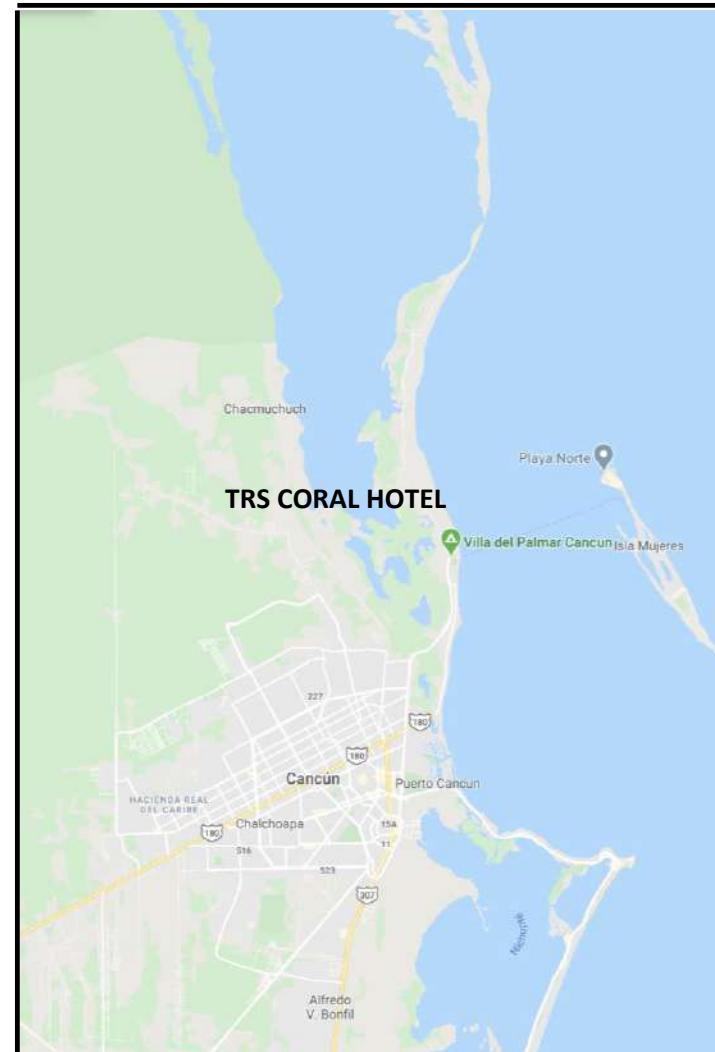 Chacmuchuch
Playa Norte
TRS CORAL HOTEL
Villa del Palmar Cancun
Isla Mujeres
227
180
180
Cancún
Puerto Cancun
HACIENDA REAL
DEL CARIBE
Chalchoapa
15A
180
11
516
523
307
Alfredo
V. Bonfil